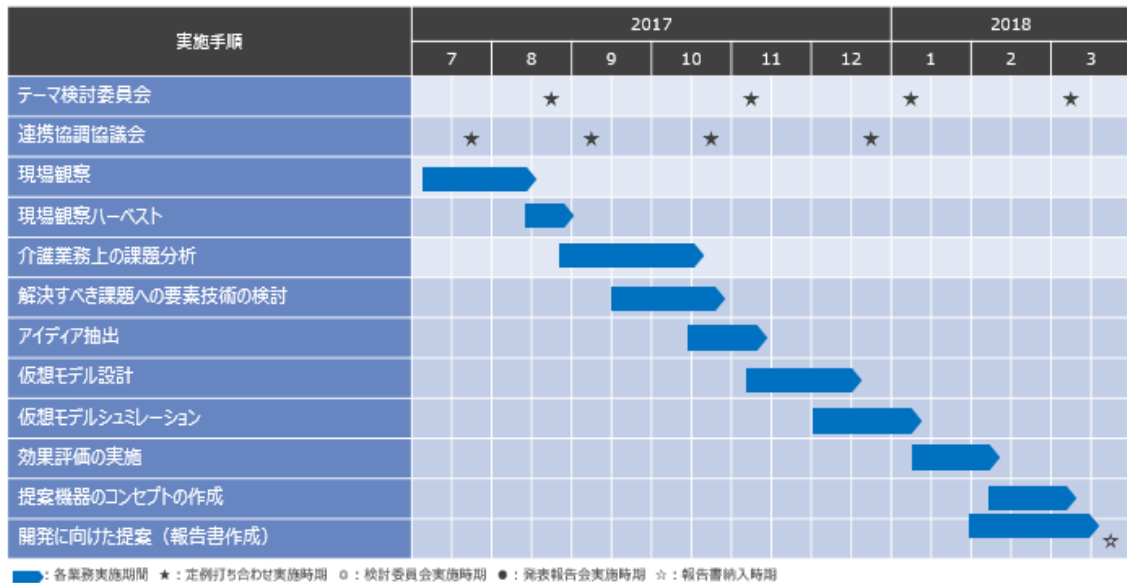 実施手順
2017
2018
7 8 9 10 11 12 1 2 3
テーマ検討委員会 ★ ★ ★ ★
連携協調協議会 ★ ★ ★ ★
現場観察
現場観察ハーベスト
介護業務上の課題分析
解決すべき課題への要素技術の検討
アイディア抽出
仮想モデル設計
仮想モデルシュミレーション
効果評価の実施
提案機器のコンセプトの作成
開発に向けた提案（報告書作成） ☆
：各業務実施期間 ★：定例打ち合わせ実施時期 ○：検討委員会実施時期 ●：発表報告会実施時期 ☆：報告書納入時期